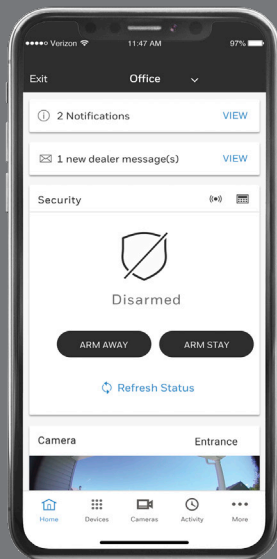 Verizon 11:47 AM 97%
Exit Office
2 Notifications VIEW
1 new dealer message(s) VIEW
Security
Disarmed
ARM AWAY ARM STAY
Refresh Status
Camera Entrance
Home Devices Cameras Activity More